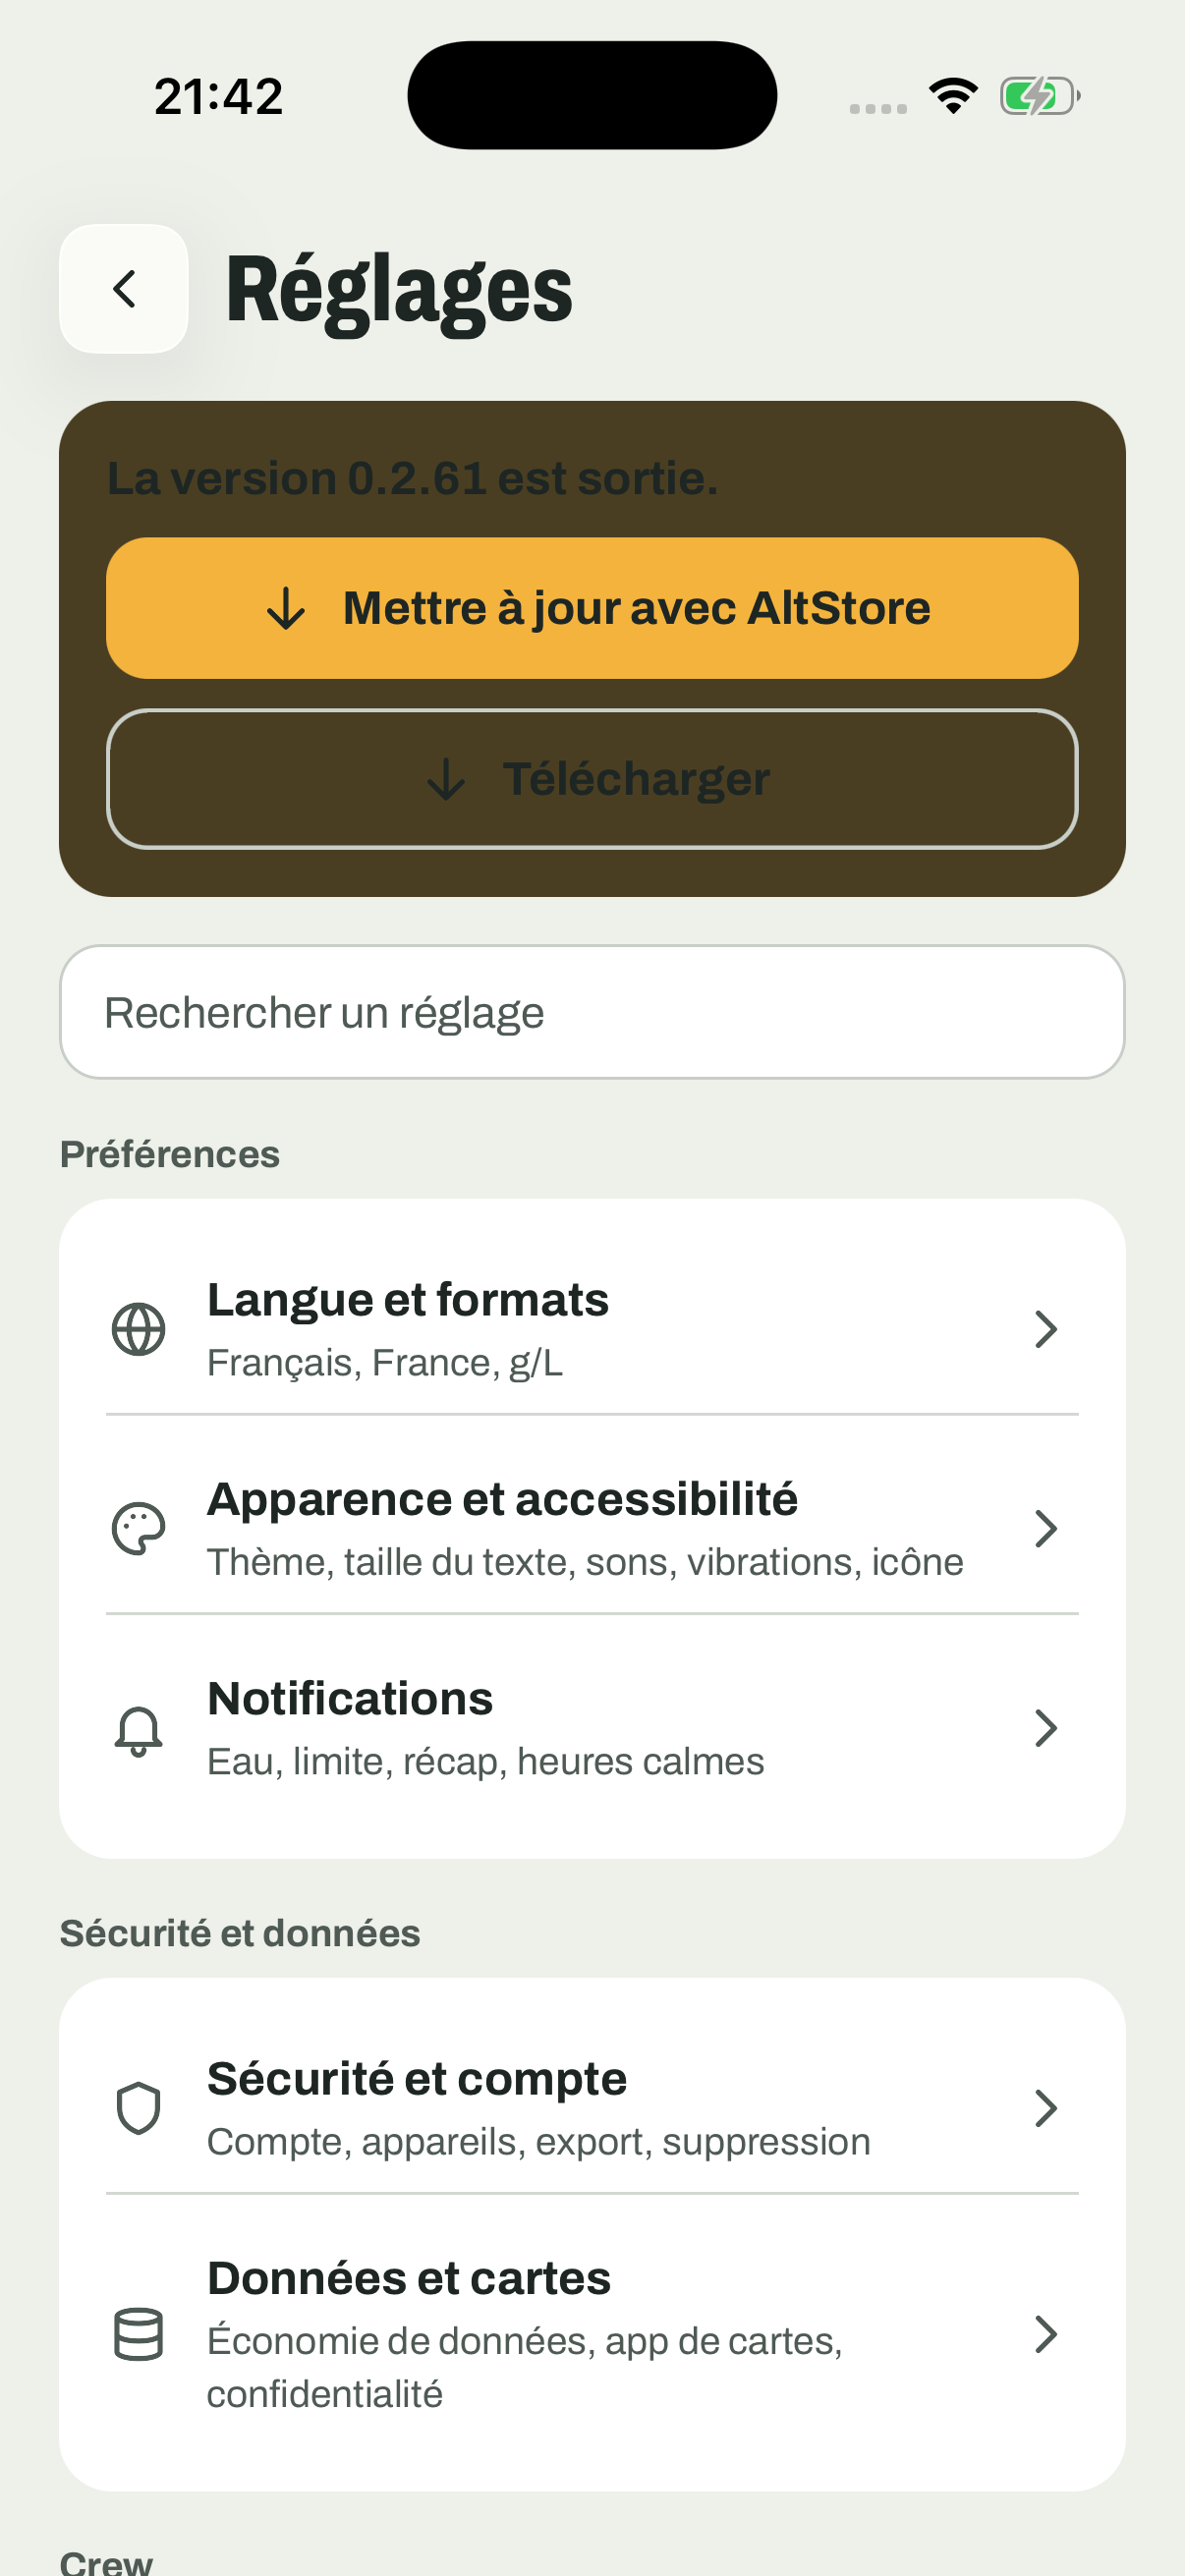 21:42
Réglages
La version 0.2.61 est sortie.
Mettre à jour avec AltStore
Télécharger
Rechercher un réglage
Préférences
Langue et formats
Français, France, g/L
Apparence et accessibilité
Thème, taille du texte, sons, vibrations, icône
Notifications
Eau, limite, récap, heures calmes
Sécurité et données
Sécurité et compte
Compte, appareils, export, suppression
Données et cartes
Économie de données, app de cartes,
confidentialité
Crew